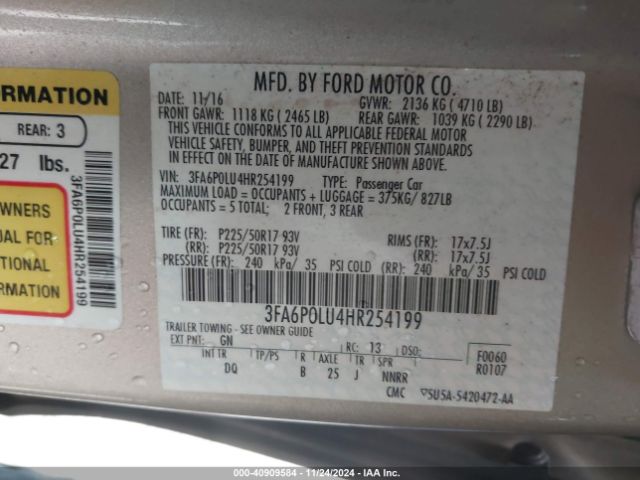 ORMATION
REAR: 3
27 lbs.
3FA6P0LU4HR254199
OWNERS
UAL FOR
ITIONAL
FORMATION
MFD. BY FORD MOTOR CO.
DATE: 11/16 GVWR: 2136 KG ( 4710 LB)
FRONT GAWR: 1118 KG ( 2465 LB) REAR GAWR: 1039 KG ( 2290 LB)
THIS VEHICLE CONFORMS TO ALL APPLICABLE FEDERAL MOTOR
VEHICLE SAFETY, BUMPER, AND THEFT PREVENTION STANDARDS
IN EFFECT ON THE DATE OF MANUFACTURE SHOWN ABOVE.
VIN: 3FA6P0LU4HR254199 TYPE: Passenger Car
MAXIMUM LOAD = OCCUPANTS + LUGGAGE = 375KG/ 827LB
OCCUPANTS = 5 TOTAL; 2 FRONT, 3 REAR
TIRE (FR): P225/50R17 93V RIMS (FR): 17x7.5J
(RR): P225/50R17 93V (RR): 17x7.5J
PRESSURE (FR): 240 kPa/ 35 PSI COLD (RR): 240 kPa/ 35 PSI COLD
3FA6P0LU4HR254199
TRAILER TOWING - SEE OWNER GUIDE
EXT PNT: GN RC: 13 DSO: F0060
INT TR TP/PS R AXLE TR SPR R0107
DQ B 25 J NNRR
CMC 5U5A-5420472-AA
000-40909584 - 11/24/2024 - IAA Inc.